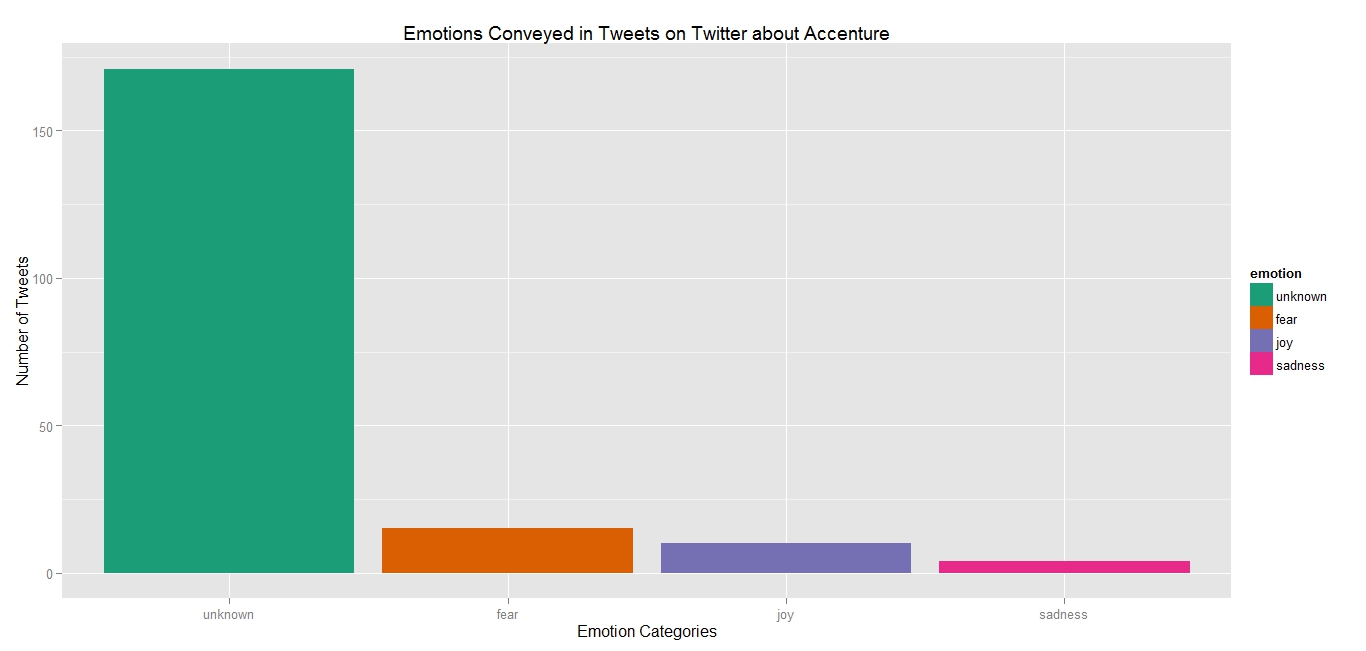 Emotions Conveyed in Tweets on Twitter about Accenture
Number of Tweets
150
100
50
0
unknown
fear
joy
sadness
Emotion Categories
emotion
unknown
fear
joy
sadness